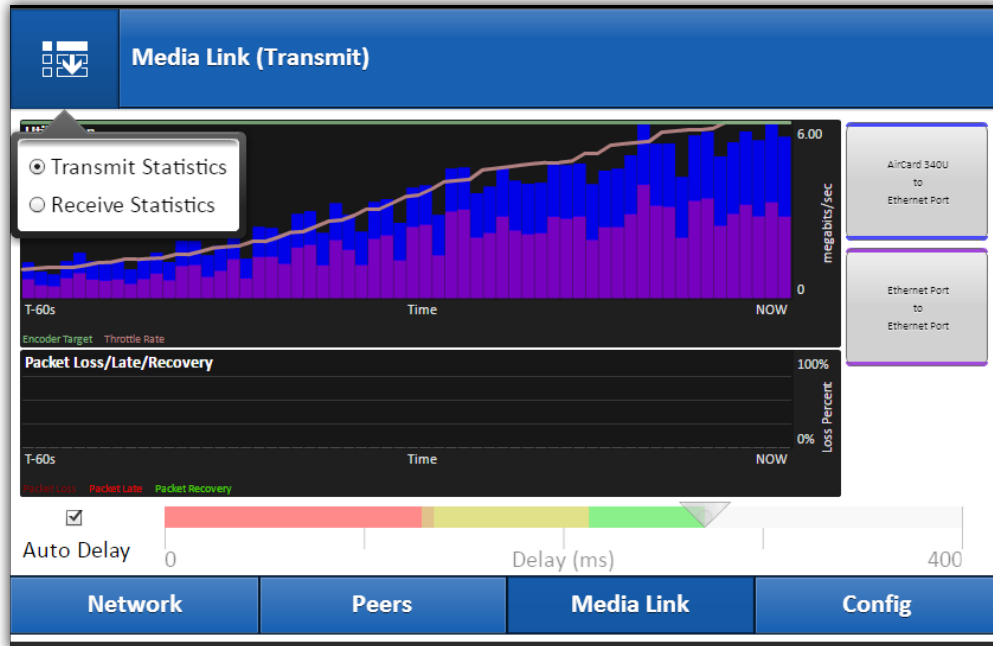 Media Link (Transmit)
Transmit Statistics
Receive Statistics
6.00
megabits/sec
0
T-60s Time NOW
Encoder Target Throttle Rate
AirCard 340U
to
Ethernet Port
Ethernet Port
to
Ethernet Port
Packet Loss/Late/Recovery
100%
Loss Percent
0%
T-60s Time NOW
Packet Loss Packet Late Packet Recovery
Auto Delay
0 Delay (ms) 400
Network Peers Media Link Config